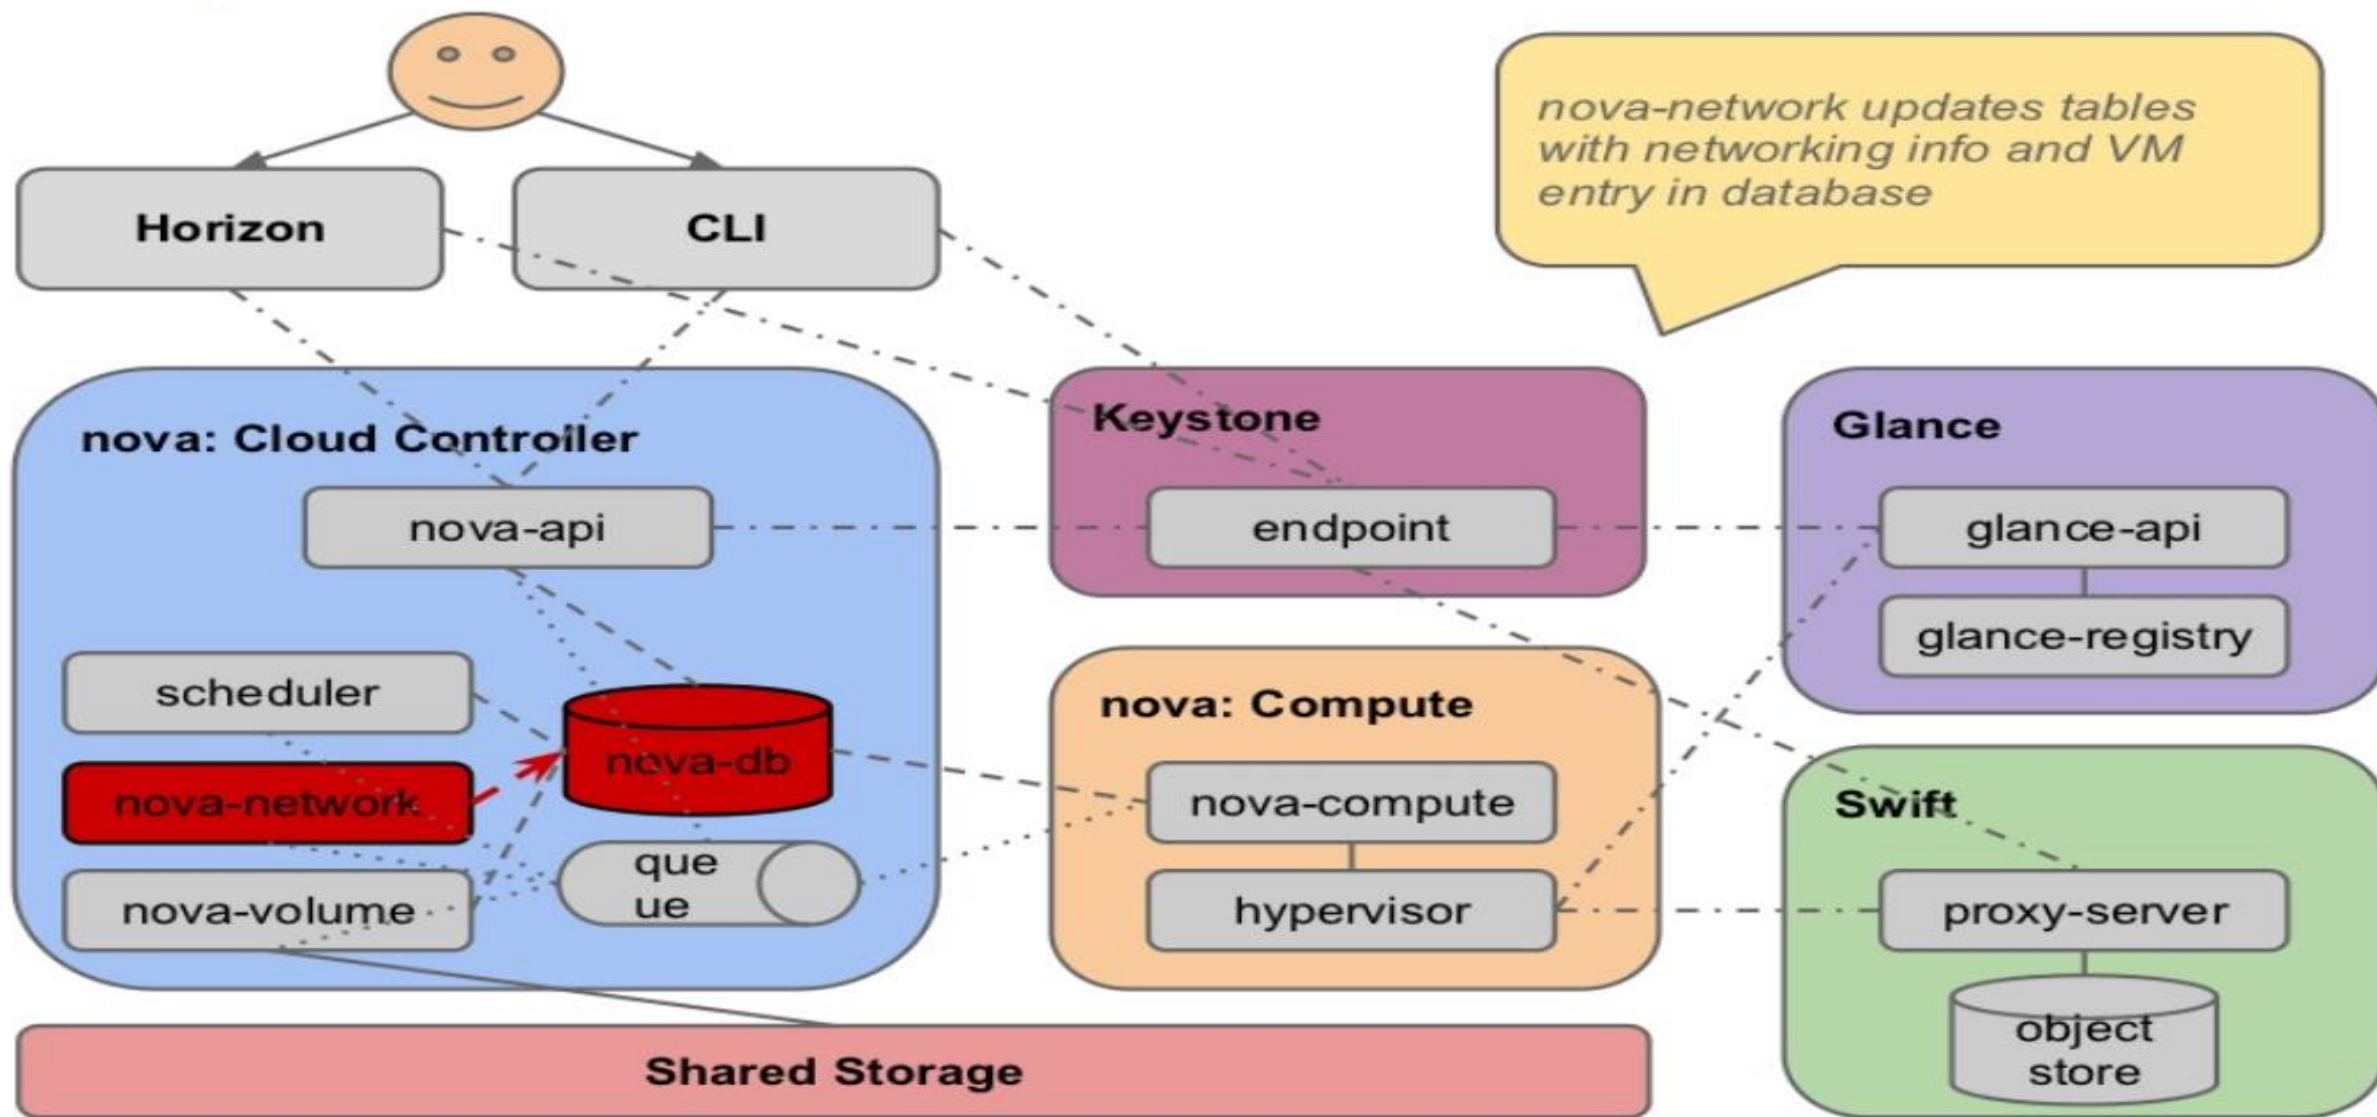 nova-network updates tables
with networking info and VM
entry in database
Horizon
CLI
nova: Cloud Controller
nova-api
scheduler
nova-network
nova-volume
nova-db
que
ue
Keystone
endpoint
nova: Compute
nova-compute
hypervisor
Glance
glance-api
glance-registry
Swift
proxy-server
object
store
Shared Storage